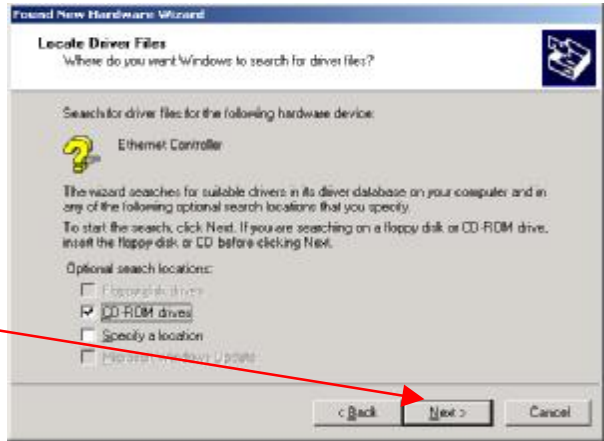 Found New Hardware Wizard
Locate Driver Files
Where do you want Windows to search for driver files?
Search for driver files for the following hardware device:
Ethernet Controller
The wizard searches for suitable drivers in its driver database on your computer and in
any of the following optional search locations that you specify.
To start the search, click Next. If you are searching on a floppy disk or CD-ROM drive,
insert the floppy disk or CD before clicking Next.
Optional search locations:
Floppy disk drives
CD-ROM drives
Specify a location
Microsoft Windows Update
< Back
Next >
Cancel